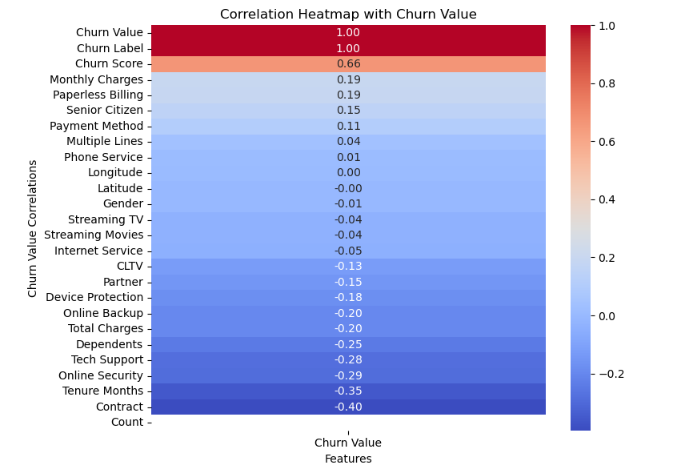 Correlation Heatmap with Churn Value
Churn Value 1.00
Churn Label 1.00
Churn Score 0.66
Monthly Charges 0.19
Paperless Billing 0.19
Senior Citizen 0.15
Payment Method 0.11
Multiple Lines 0.04
Phone Service 0.01
Longitude 0.00
Latitude -0.00
Gender -0.01
Streaming TV -0.04
Streaming Movies -0.04
Internet Service -0.05
CLTV -0.13
Partner -0.15
Device Protection -0.18
Online Backup -0.20
Total Charges -0.20
Dependents -0.25
Tech Support -0.28
Online Security -0.29
Tenure Months -0.35
Contract -0.40
Count
Churn Value Correlations
Churn Value
Features
1.0
0.8
0.6
0.4
0.2
0.0
−0.2